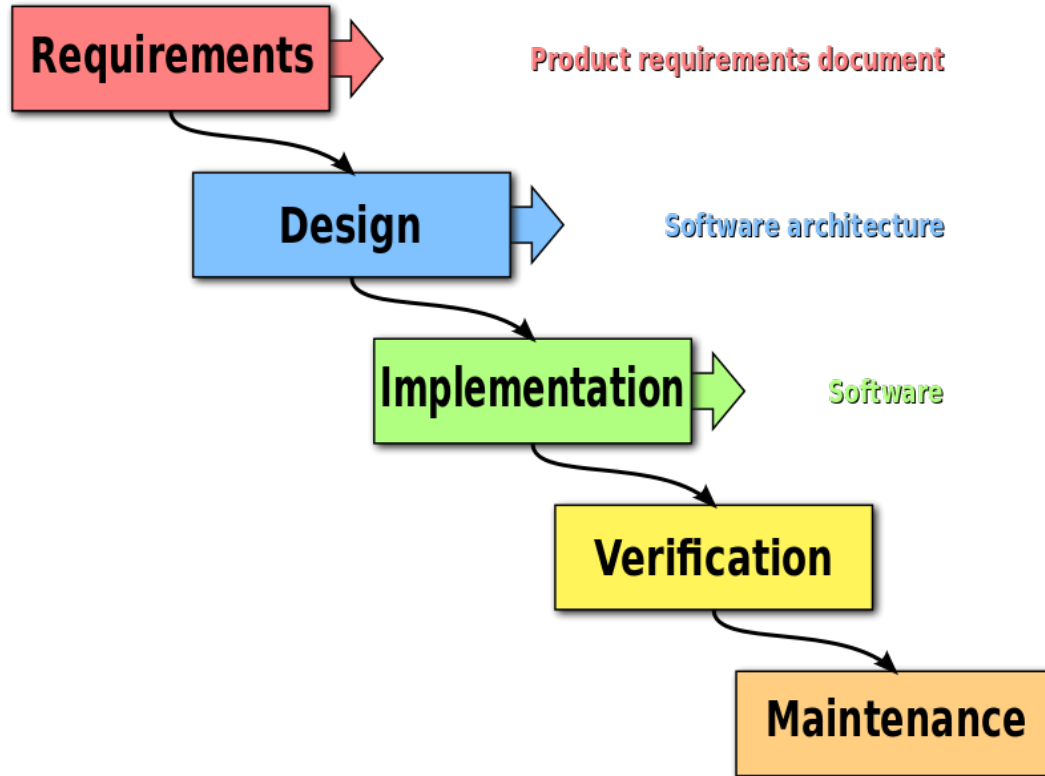 Requirements
Product requirements document
Design
Software architecture
Implementation
Software
Verification
Maintenance